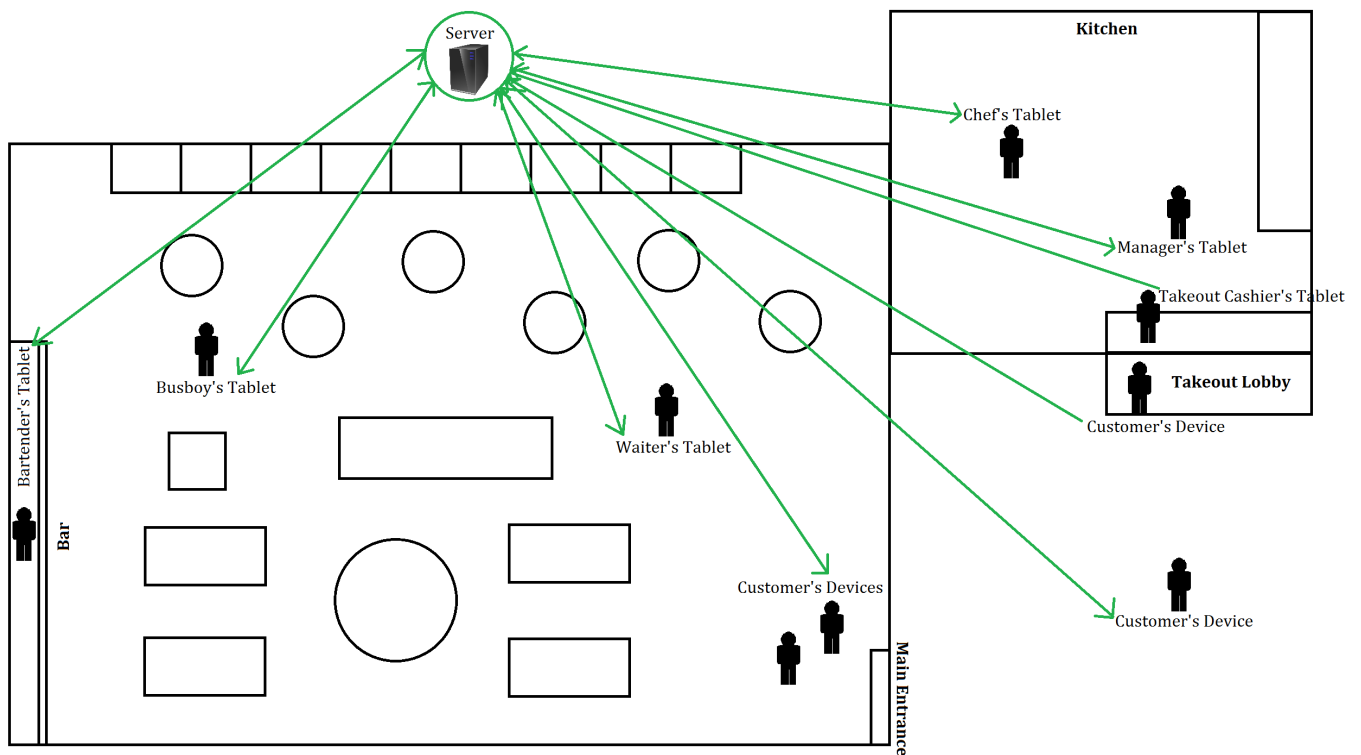 Server
Kitchen
Chef's Tablet
Manager's Tablet
Takeout Cashier's Tablet
Bartender's Tablet
Busboy's Tablet
Takeout Lobby
Customer's Device
Waiter's Tablet
Bar
Customer's Devices
Customer's Device
Main Entrance